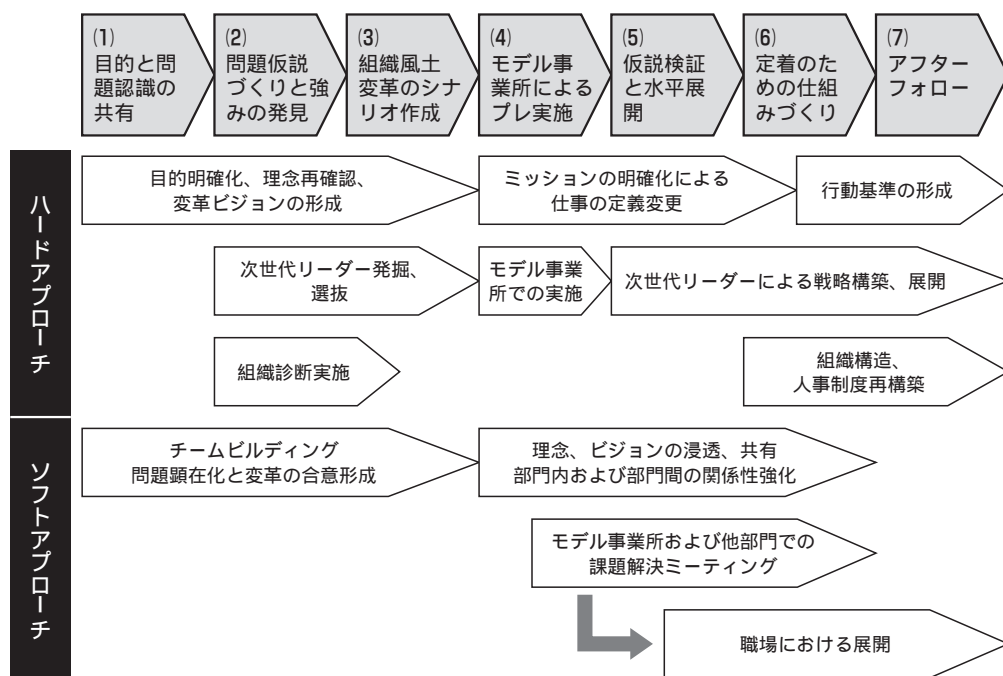 (1)
目的と問
題認識の
共有
(2)
問題仮説
づくりと強
みの発見
(3)
組織風土
変革のシナ
リオ作成
(4)
モデル事
業所による
プレ実施
(5)
仮説検証
と水平展
開
(6)
定着のた
めの仕組
みづくり
(7)
アフター
フォロー
ハードアプローチ
目的明確化、理念再確認、
変革ビジョンの形成
ミッションの明確化による
仕事の定義変更
行動基準の形成
次世代リーダー発掘、
選抜
モデル事業
所での実施
次世代リーダーによる戦略構築、展開
組織診断実施
組織構造、
人事制度再構築
ソフトアプローチ
チームビルディング
問題顕在化と変革の合意形成
理念、ビジョンの浸透、共有
部門内および部門間の関係性強化
モデル事業所および他部門での
課題解決ミーティング
職場における展開